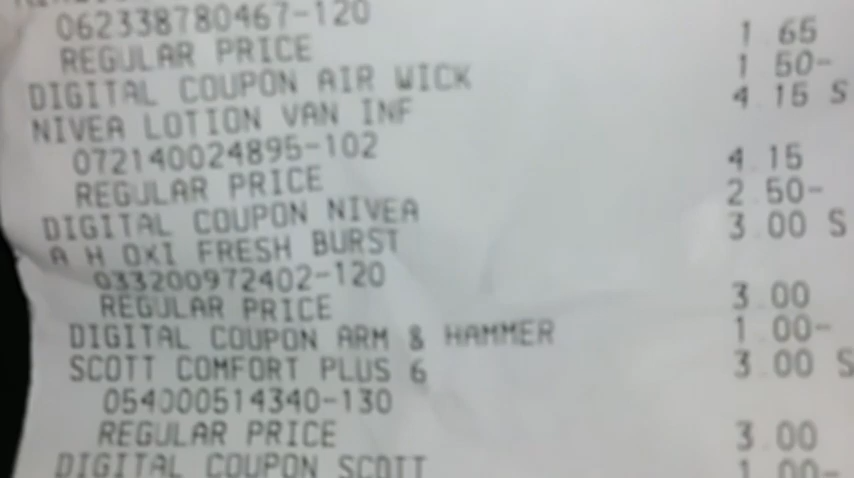 062338780467-120
REGULAR PRICE 1 65
DIGITAL COUPON AIR WICK 1 50-
NIVEA LOTION VAN INF 4 15 S
072140024895-102
REGULAR PRICE 4 15
DIGITAL COUPON NIVEA 2 50-
A H OXI FRESH BURST 3 00 S
033200972402-120
REGULAR PRICE 3 00
DIGITAL COUPON ARM & HAMMER 1 00-
SCOTT COMFORT PLUS 6 3 00 S
054000514340-130
REGULAR PRICE 3 00
DIGITAL COUPON SCOTT 1 00-